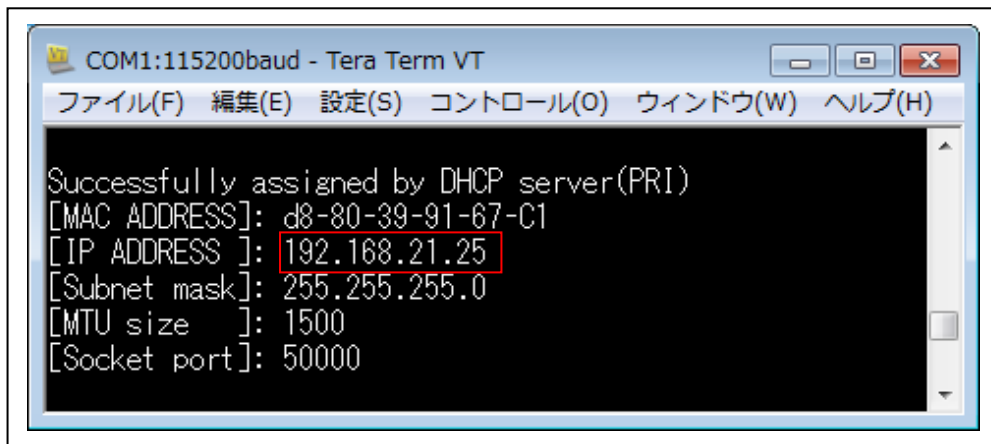 COM1:115200baud - Tera Term VT
ファイル(F) 編集(E) 設定(S) コントロール(O) ウィンドウ(W) ヘルプ(H)
Successfully assigned by DHCP server(PRI)
[MAC ADDRESS]: d8-80-39-91-67-C1
[IP ADDRESS ]: 192.168.21.25
[Subnet mask]: 255.255.255.0
[MTU size   ]: 1500
[Socket port]: 50000